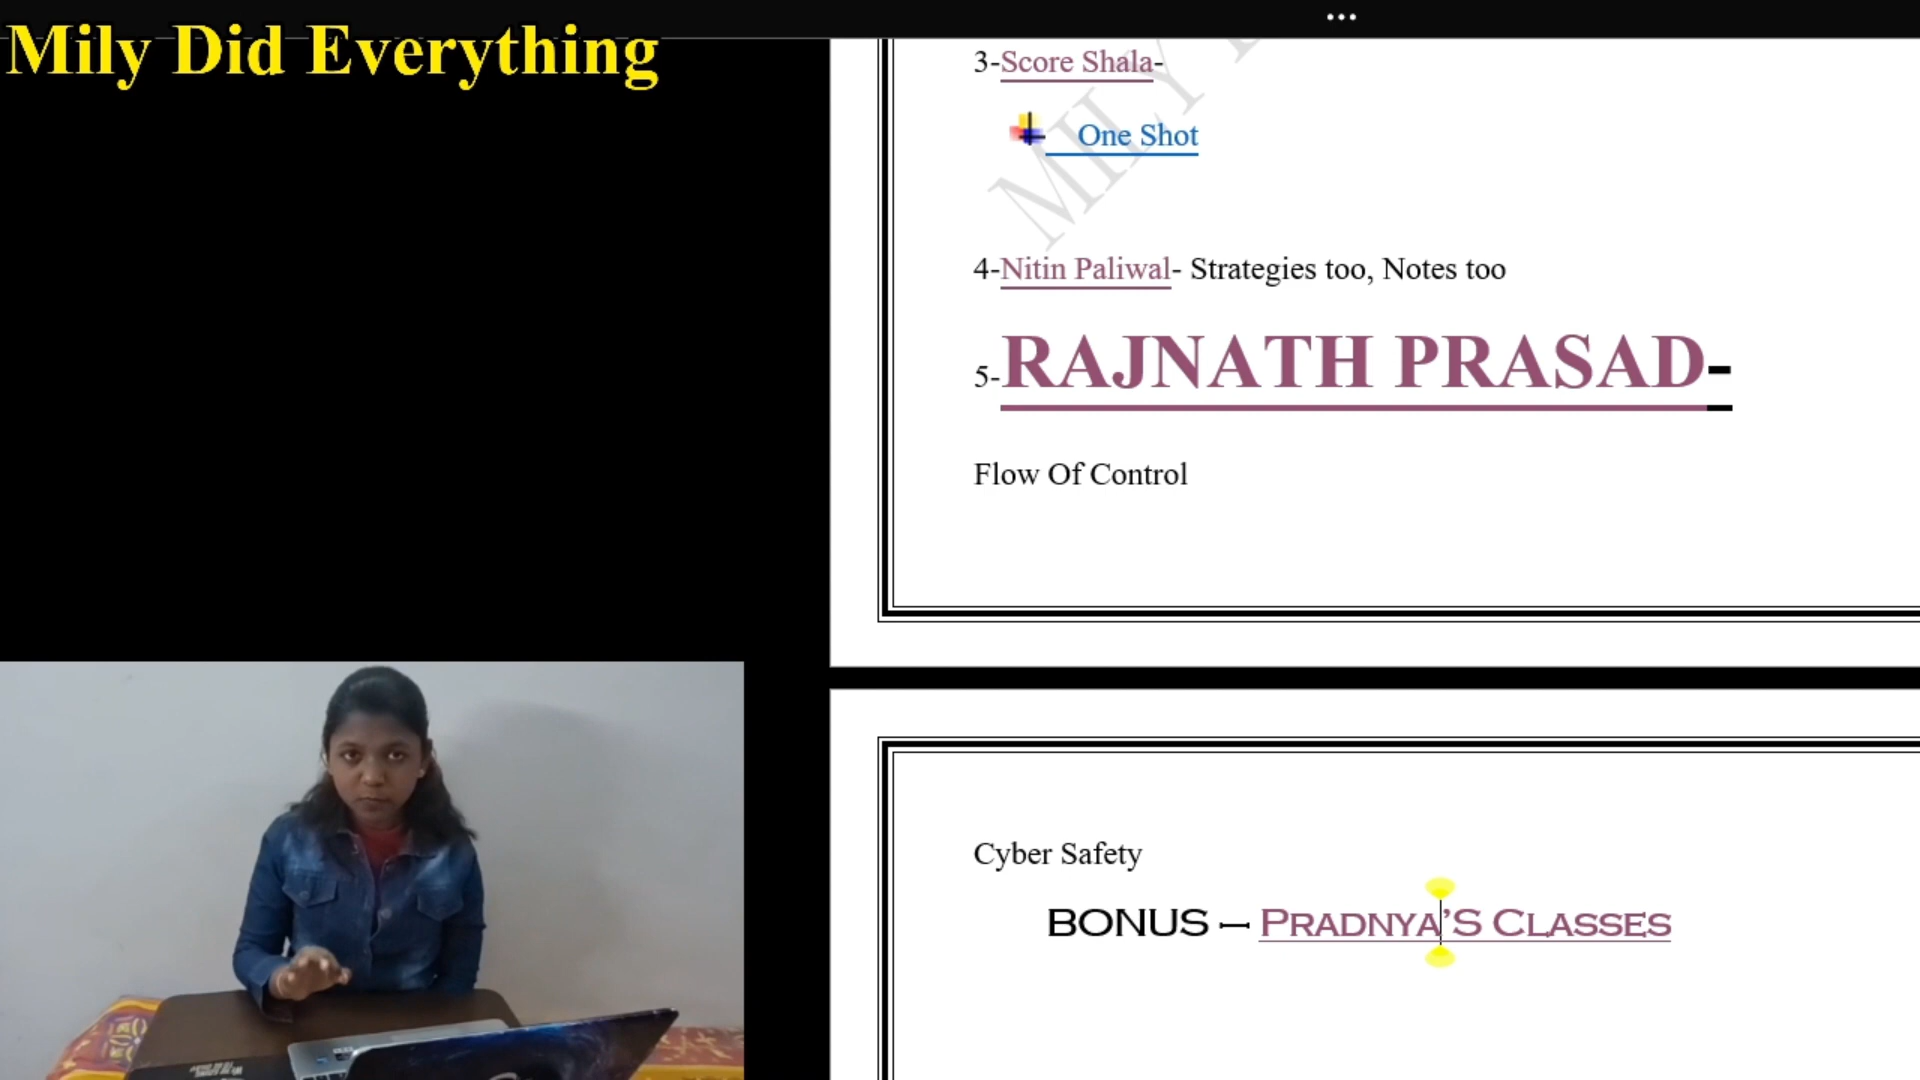 Mily Did Everything
3-Score Shala-
One Shot
MILY
4-Nitin Paliwal- Strategies too, Notes too
5-RAJNATH PRASAD-
Flow Of Control
Cyber Safety
BONUS – PRADNYA'S CLASSES